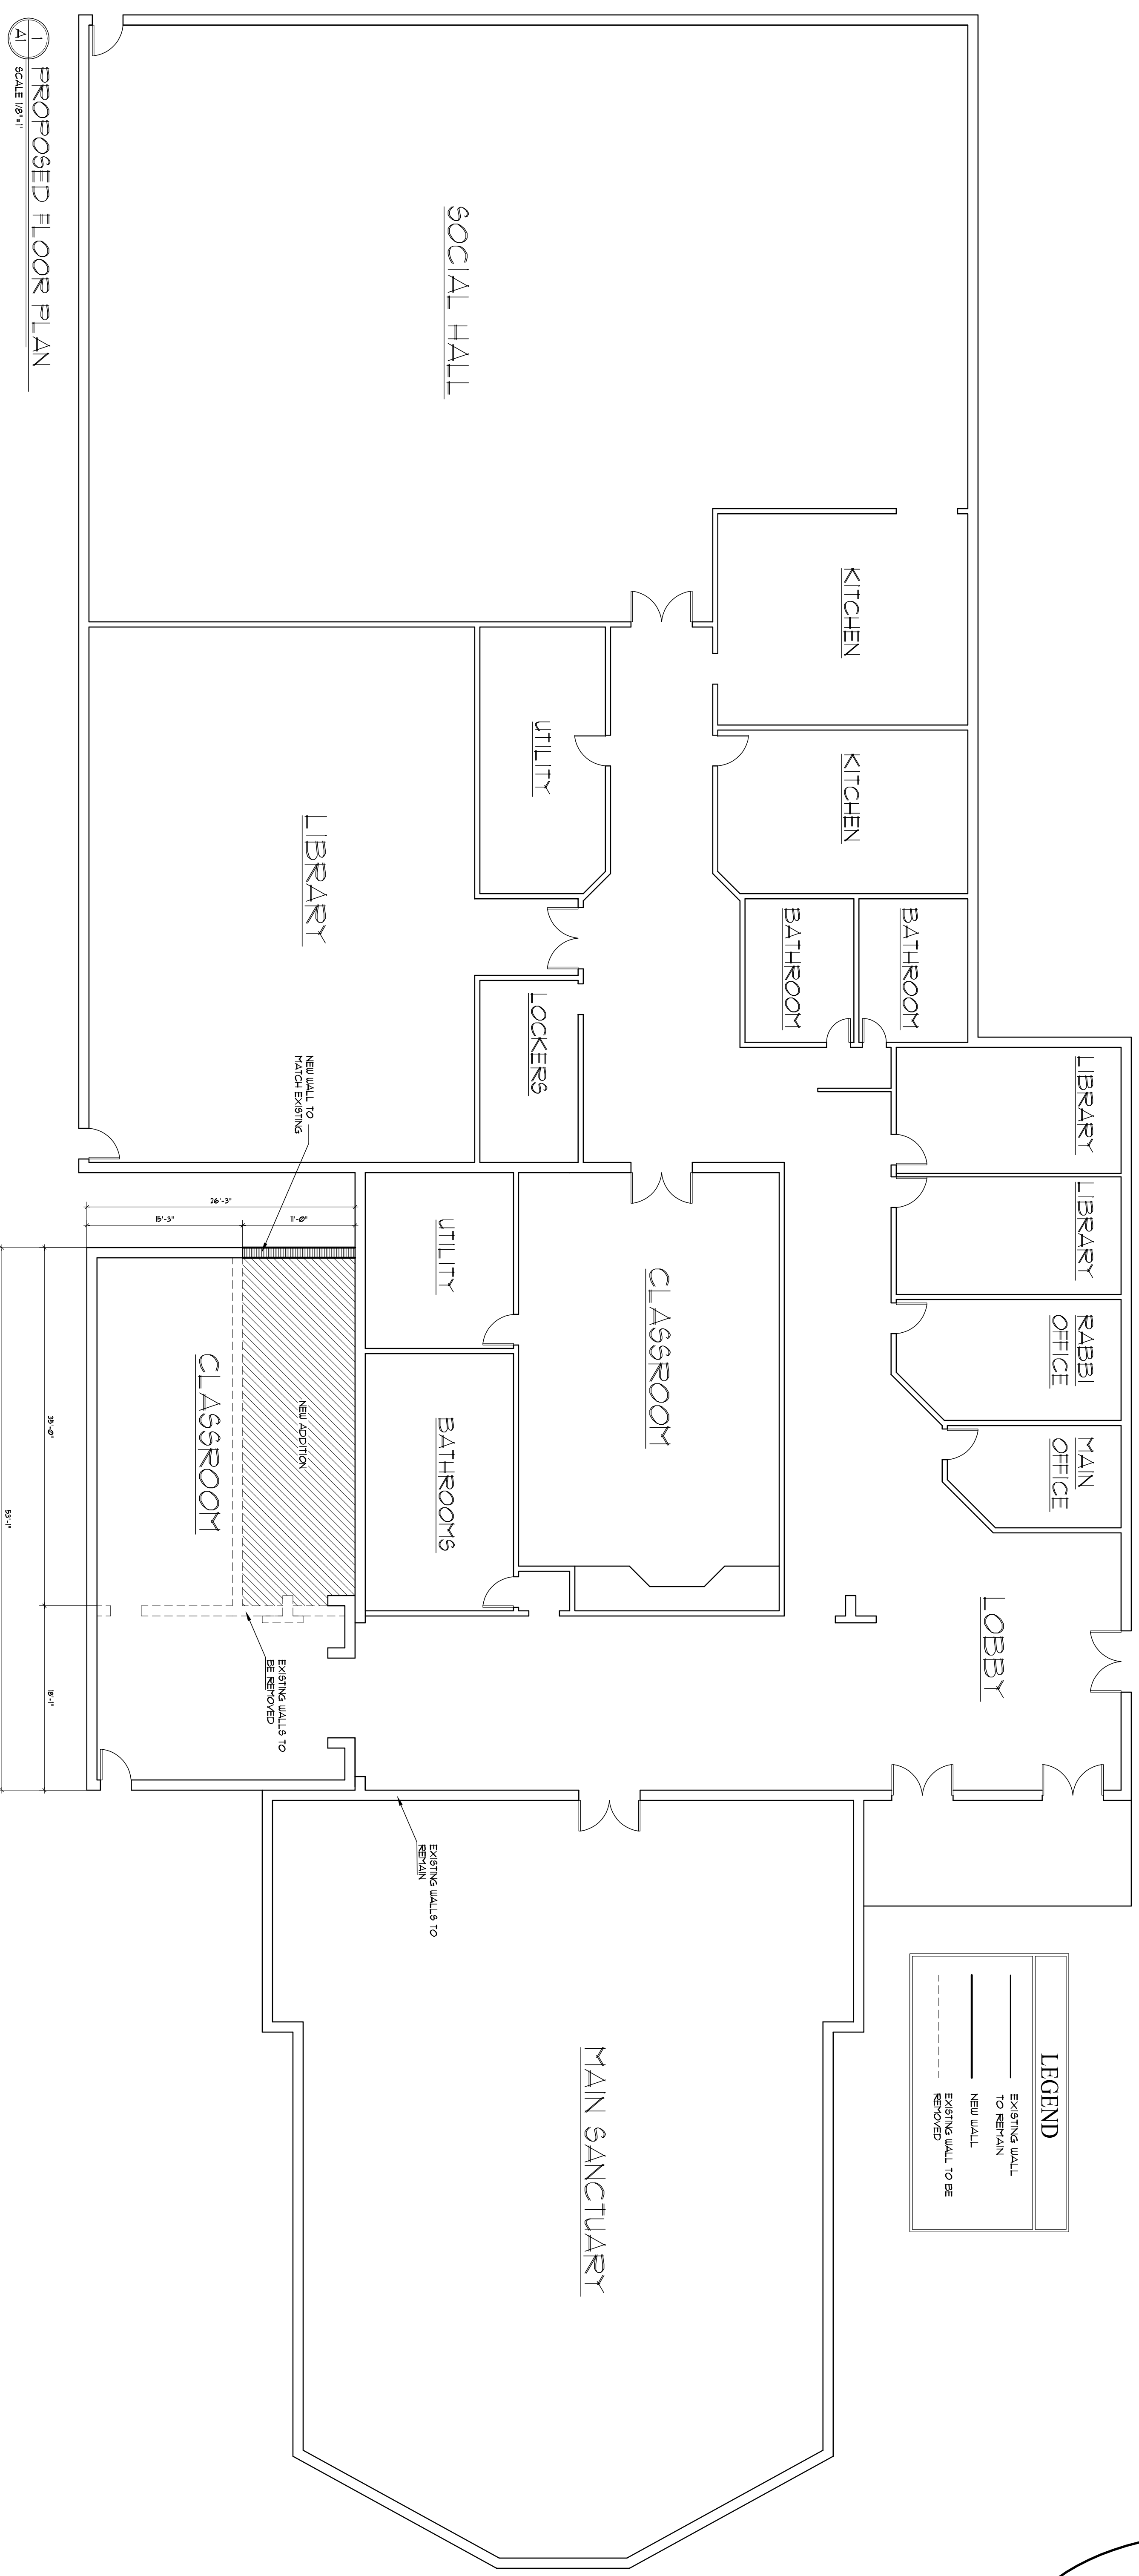 SOCIAL HALL
KITCHEN
KITCHEN
UTILITY
LIBRARY
LOCKERS
BATHROOM
BATHROOM
LIBRARY
LIBRARY
RABBI
OFFICE
MAIN
OFFICE
LOBBY
CLASSROOM
UTILITY
BATHROOMS
NEW WALL TO
MATCH EXISTING
NEW ADDITION
CLASSROOM
EXISTING WALLS TO
BE REMOVED
EXISTING WALLS TO
REMAIN
MAIN SANCTUARY
26'-3"
15'-3"
11'-0"
35'-0"
18'-1"
53'-1"
LEGEND
EXISTING WALL
TO REMAIN
NEW WALL
EXISTING WALL TO BE
REMOVED
1
A1
PROPOSED FLOOR PLAN
SCALE 1/8"=1'